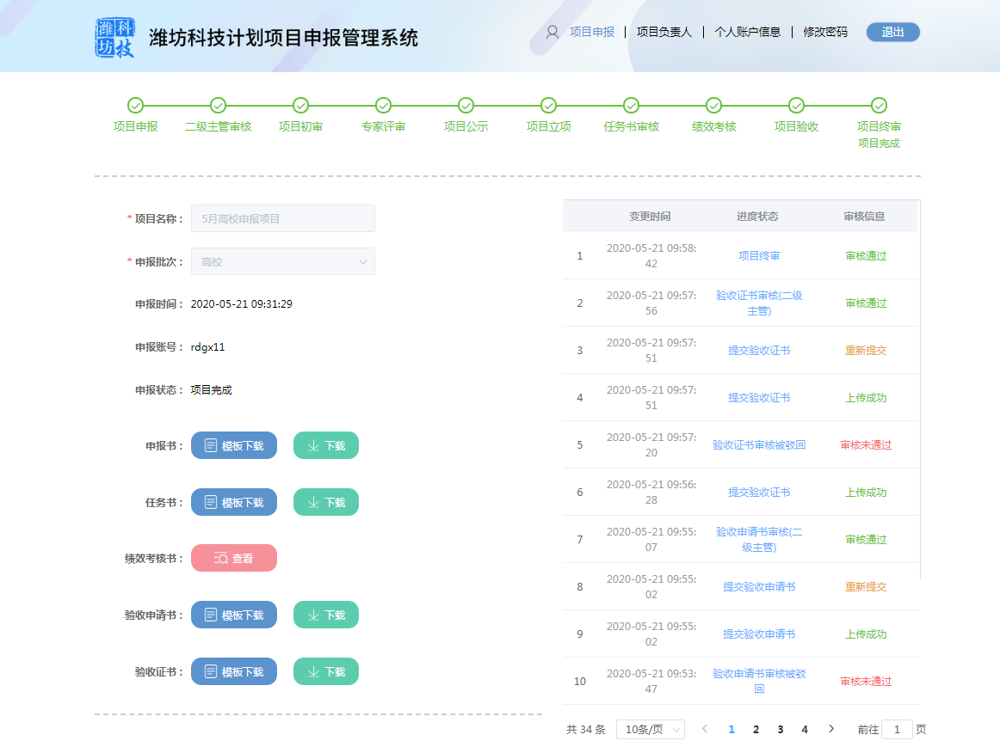 潍坊科技
潍坊科技计划项目申报管理系统
项目申报 | 项目负责人 | 个人账户信息 | 修改密码 退出
项目申报 二级主管审核 项目初审 专家评审 项目公示 项目立项 任务书审核 绩效考核 项目验收 项目终审
项目完成
* 项目名称： 5月高校申报项目
* 申报批次： 高校
申报时间： 2020-05-21 09:31:29
申报账号： rdgx11
申报状态： 项目完成
申报书： 模板下载 下载
任务书： 模板下载 下载
绩效考核书： 查看
验收申请书： 模板下载 下载
验收证书： 模板下载 下载
变更时间 进度状态 审核信息
1 2020-05-21 09:58:42 项目终审 审核通过
2 2020-05-21 09:57:56 验收证书审核(二级主管) 审核通过
3 2020-05-21 09:57:51 提交验收证书 重新提交
4 2020-05-21 09:57:51 提交验收证书 上传成功
5 2020-05-21 09:57:20 验收证书审核被驳回 审核未通过
6 2020-05-21 09:56:28 提交验收证书 上传成功
7 2020-05-21 09:55:07 验收申请书审核(二级主管) 审核通过
8 2020-05-21 09:55:02 提交验收申请书 重新提交
9 2020-05-21 09:55:02 提交验收申请书 上传成功
10 2020-05-21 09:53:47 验收申请书审核被驳回 审核未通过
共 34 条 10条/页 1 2 3 4 前往 1 页